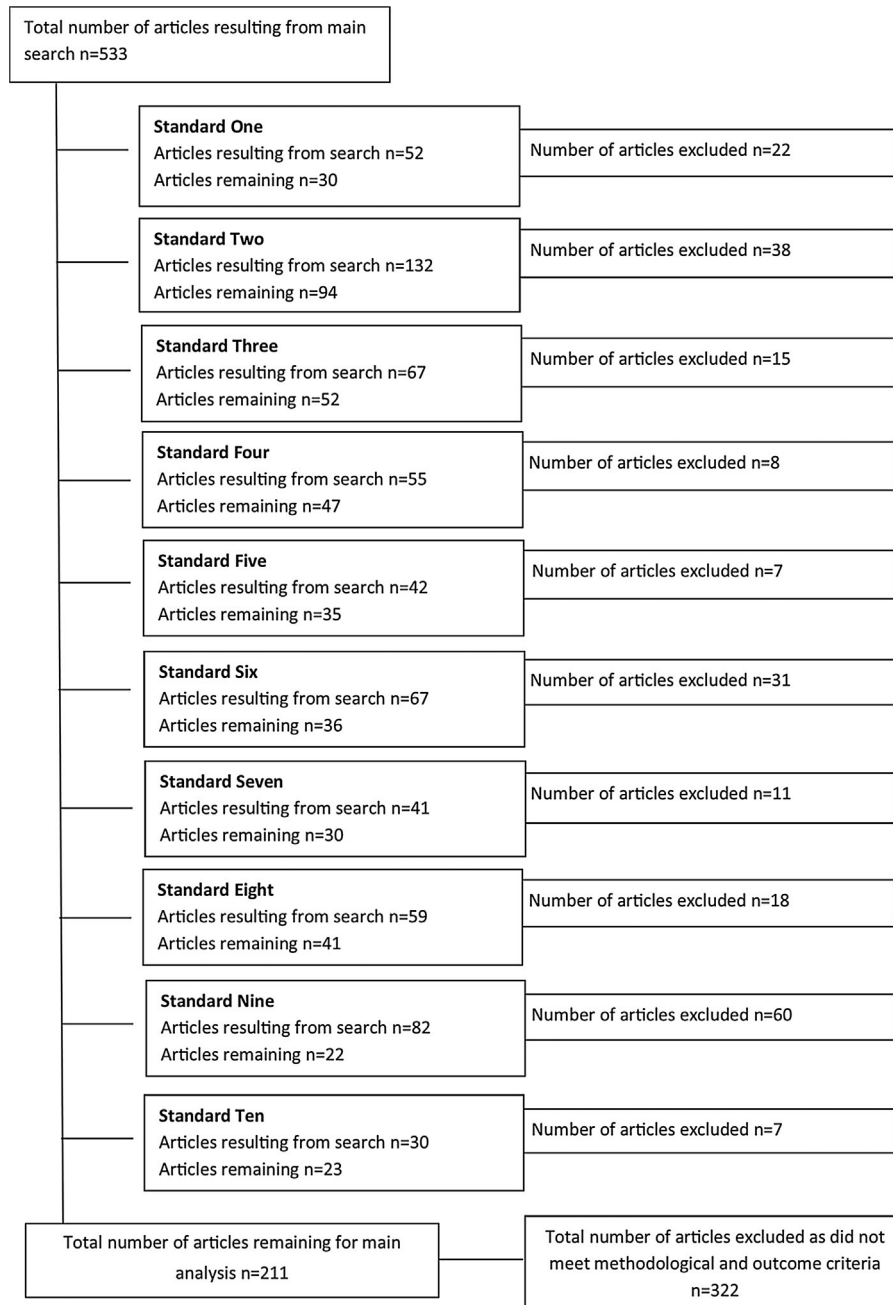 Total number of articles resulting from main
search n=533
Standard One
Articles resulting from search n=52
Articles remaining n=30
Number of articles excluded n=22
Standard Two
Articles resulting from search n=132
Articles remaining n=94
Number of articles excluded n=38
Standard Three
Articles resulting from search n=67
Articles remaining n=52
Number of articles excluded n=15
Standard Four
Articles resulting from search n=55
Articles remaining n=47
Number of articles excluded n=8
Standard Five
Articles resulting from search n=42
Articles remaining n=35
Number of articles excluded n=7
Standard Six
Articles resulting from search n=67
Articles remaining n=36
Number of articles excluded n=31
Standard Seven
Articles resulting from search n=41
Articles remaining n=30
Number of articles excluded n=11
Standard Eight
Articles resulting from search n=59
Articles remaining n=41
Number of articles excluded n=18
Standard Nine
Articles resulting from search n=82
Articles remaining n=22
Number of articles excluded n=60
Standard Ten
Articles resulting from search n=30
Articles remaining n=23
Number of articles excluded n=7
Total number of articles remaining for main
analysis n=211
Total number of articles excluded as did not
meet methodological and outcome criteria
n=322